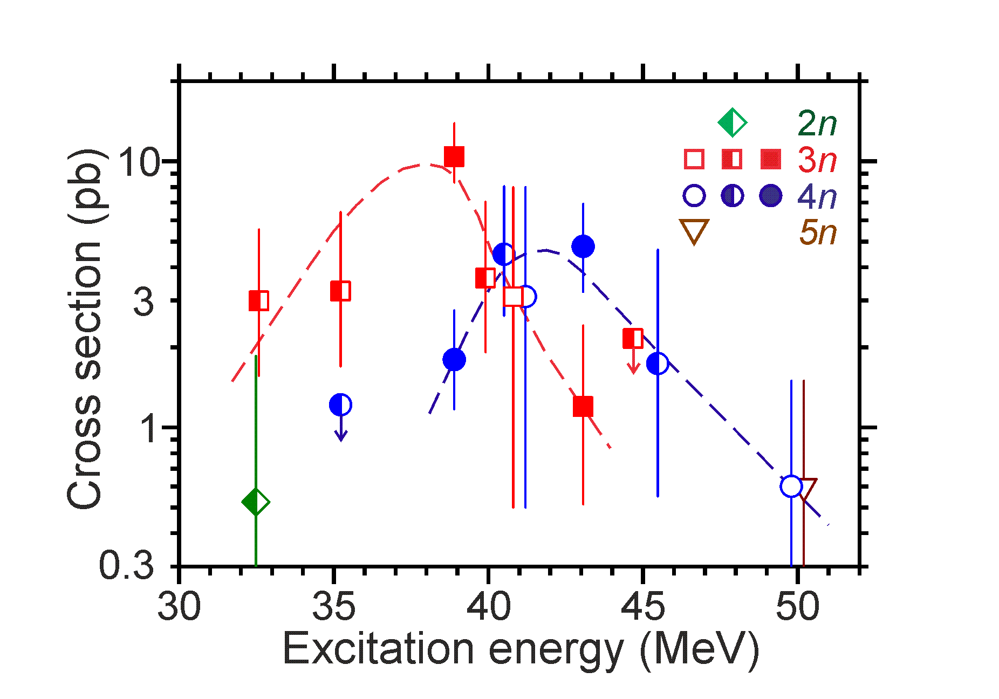 2n
3n
4n
5n
10
3
1
0.3
30 35 40 45 50
Excitation energy (MeV)
Cross section (pb)